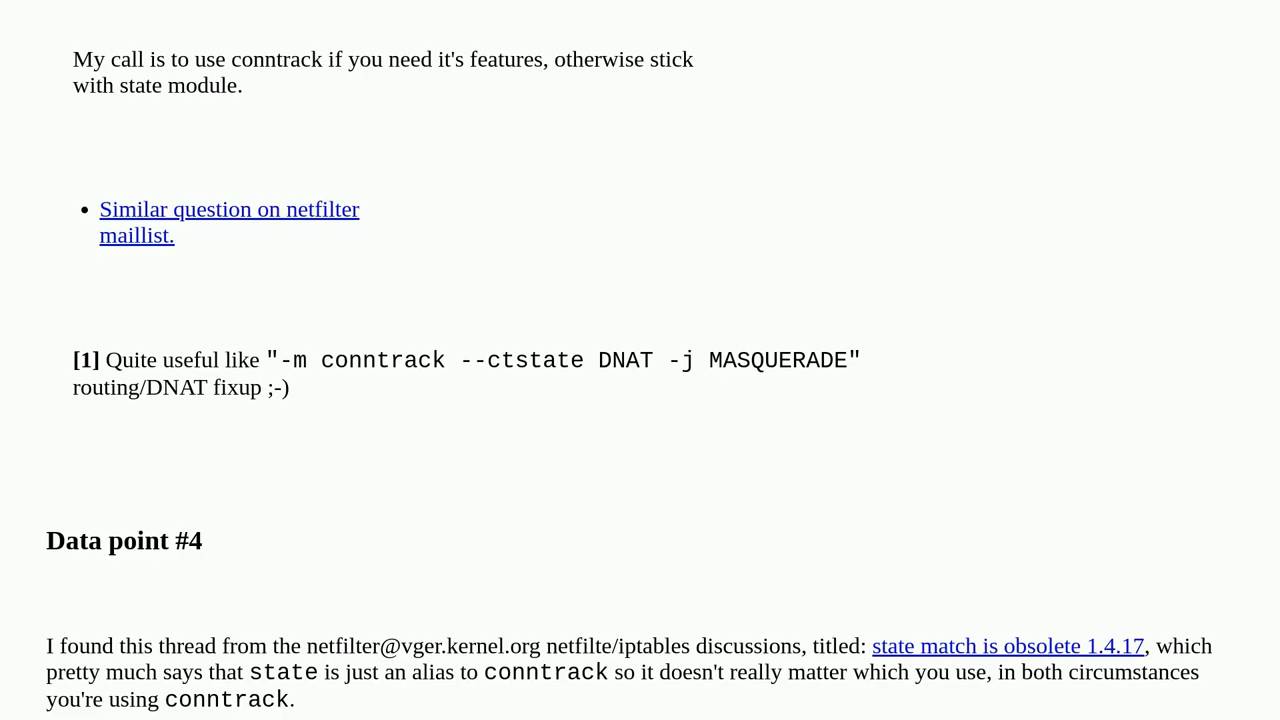 My call is to use conntrack if you need it's features, otherwise stick
with state module.
• Similar question on netfilter
maillist.
[1] Quite useful like "-m conntrack --ctstate DNAT -j MASQUERADE"
routing/DNAT fixup ;-)
Data point #4
I found this thread from the netfilter@vger.kernel.org netfilte/iptables discussions, titled: state match is obsolete 1.4.17, which
pretty much says that state is just an alias to conntrack so it doesn't really matter which you use, in both circumstances
you're using conntrack.